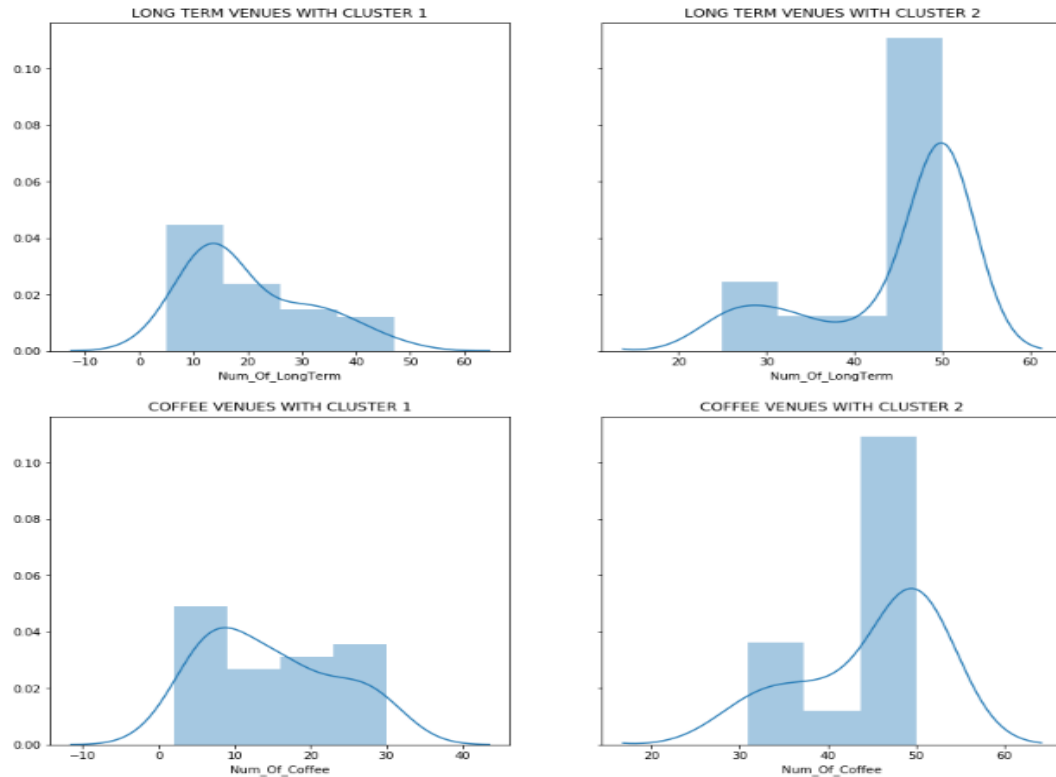 LONG TERM VENUES WITH CLUSTER 1
LONG TERM VENUES WITH CLUSTER 2
0.10
0.08
0.06
0.04
0.02
0.00
−10 0 10 20 30 40 50 60
20 30 40 50 60
Num_Of_LongTerm
Num_Of_LongTerm
COFFEE VENUES WITH CLUSTER 1
COFFEE VENUES WITH CLUSTER 2
0.10
0.08
0.06
0.04
0.02
0.00
−10 0 10 20 30 40
20 30 40 50 60
Num_Of_Coffee
Num_Of_Coffee